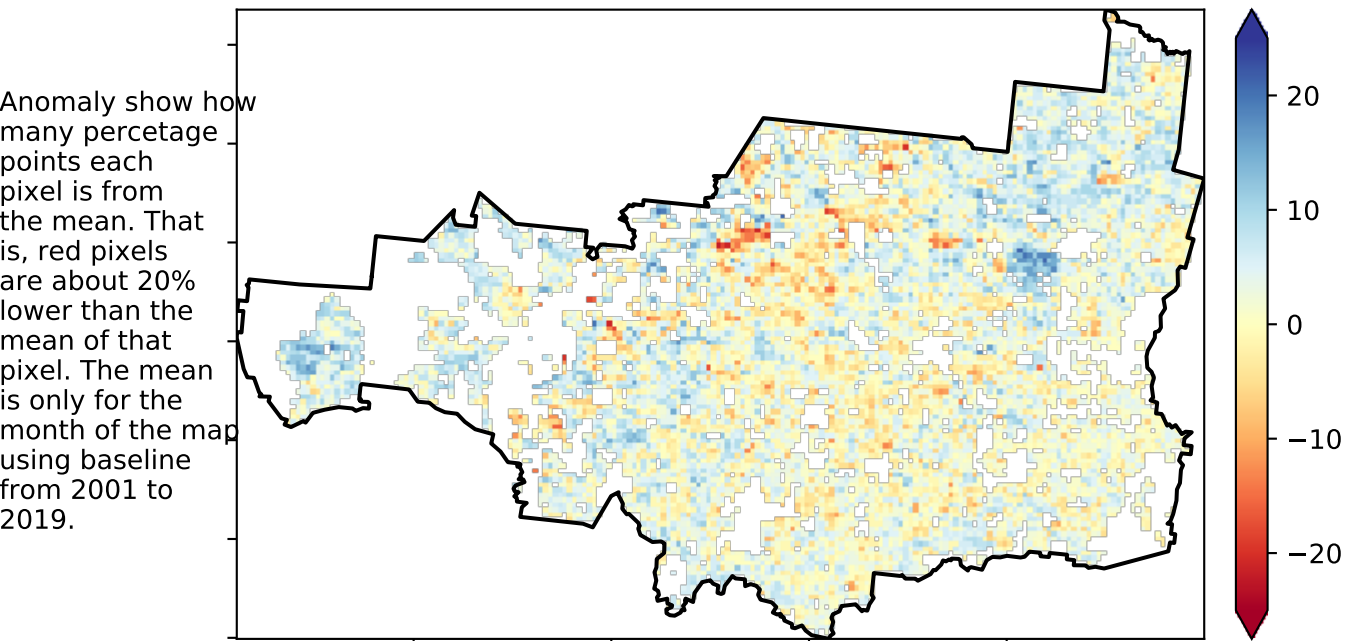 Anomaly show how
many percetage
points each
pixel is from
the mean. That
is, red pixels
are about 20%
lower than the
mean of that
pixel. The mean
is only for the
month of the map
using baseline
from 2001 to
2019.
20
10
0
−10
−20